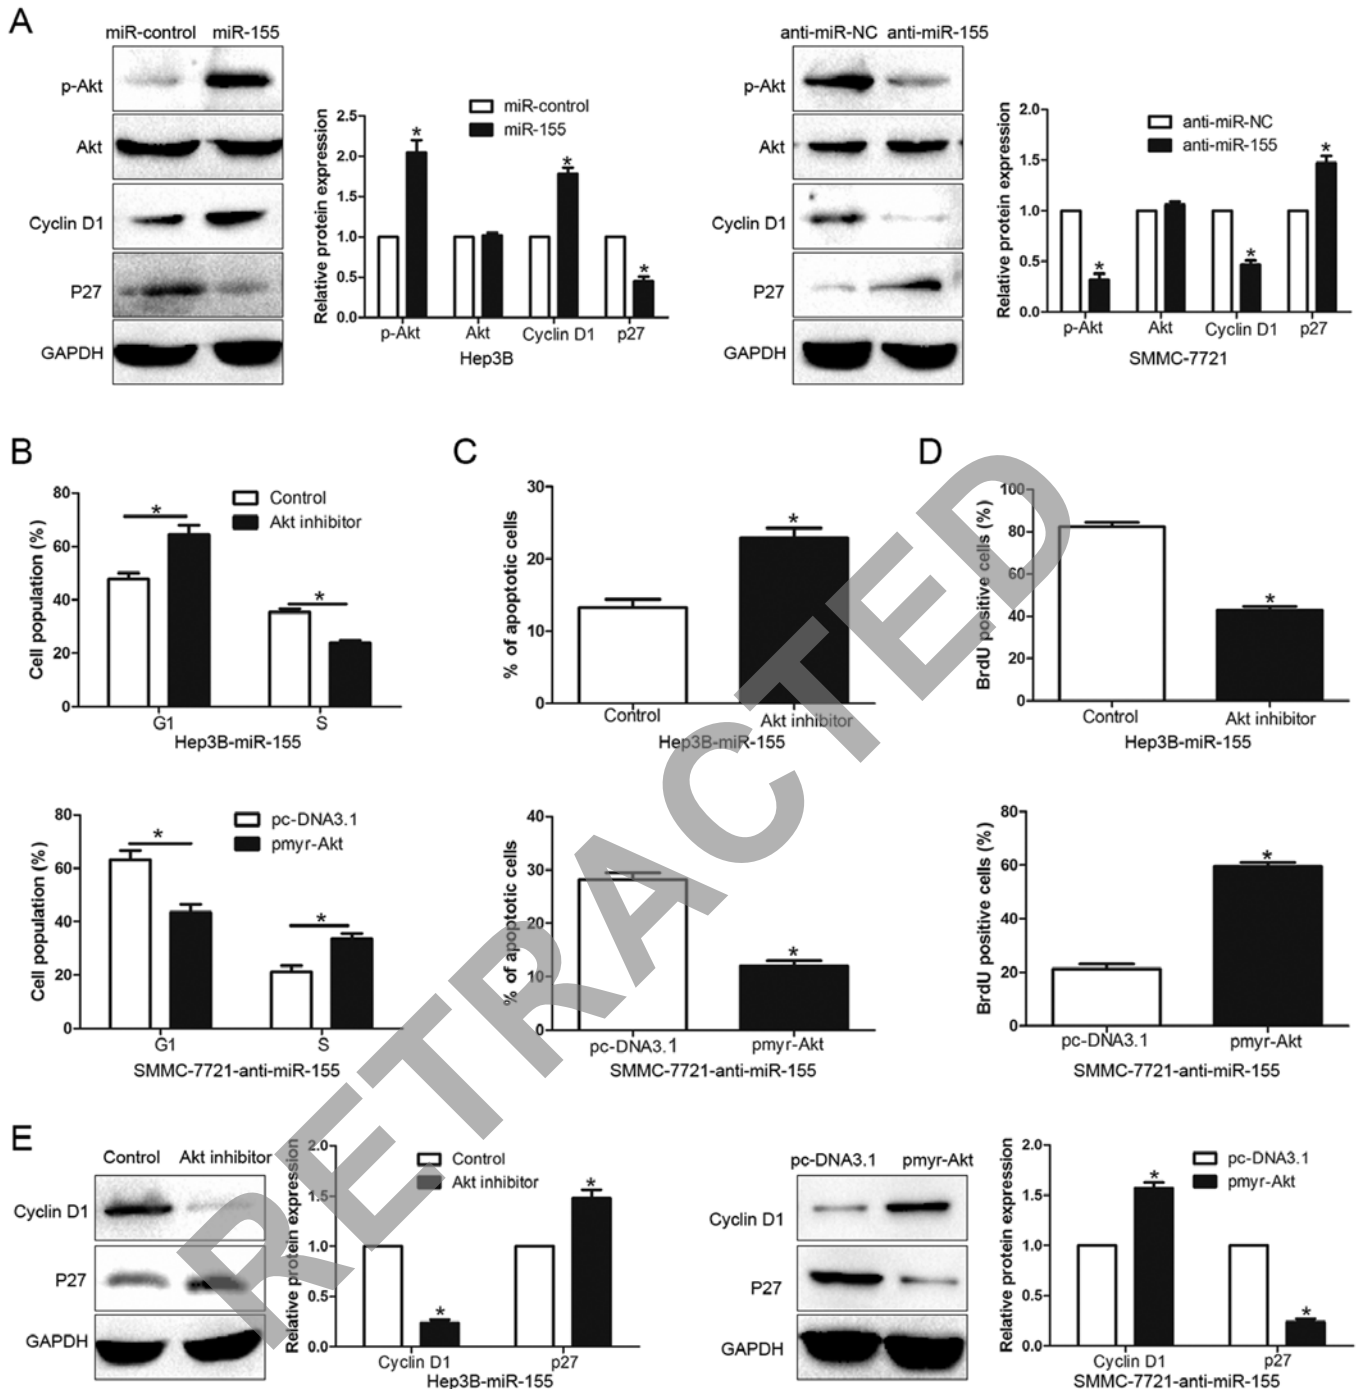 A
miR-control miR-155
p-Akt
Akt
Cyclin D1
P27
GAPDH
Relative protein expression
2.5
2.0
1.5
1.0
0.5
0.0
miR-control
miR-155
* * *
p-Akt Akt Cyclin D1 p27
Hep3B
anti-miR-NC anti-miR-155
p-Akt
Akt
Cyclin D1
P27
GAPDH
Relative protein expression
2.0
1.5
1.0
0.5
0.0
anti-miR-NC
anti-miR-155
* * *
p-Akt Akt Cyclin D1 p27
SMMC-7721
B
Cell population (%)
80
60
40
20
0
Control
Akt inhibitor
* *
G1 S
Hep3B-miR-155
Cell population (%)
80
60
40
20
0
pc-DNA3.1
pmyr-Akt
* *
G1 S
SMMC-7721-anti-miR-155
C
% of apoptotic cells
30
20
10
0
*
Control Akt inhibitor
Hep3B-miR-155
% of apoptotic cells
40
30
20
10
0
*
pc-DNA3.1 pmyr-Akt
SMMC-7721-anti-miR-155
D
BrdU positive cells (%)
100
80
60
40
20
0
*
Control Akt inhibitor
Hep3B-miR-155
BrdU positive cells (%)
80
60
40
20
0
*
pc-DNA3.1 pmyr-Akt
SMMC-7721-anti-miR-155
E
Control Akt inhibitor
Cyclin D1
P27
GAPDH
Relative protein expression
2.0
1.5
1.0
0.5
0.0
Control
Akt inhibitor
* *
Cyclin D1 p27
Hep3B-miR-155
pc-DNA3.1 pmyr-Akt
Cyclin D1
P27
GAPDH
Relative protein expression
2.0
1.5
1.0
0.5
0.0
pc-DNA3.1
pmyr-Akt
* *
Cyclin D1 p27
SMMC-7721-anti-miR-155
RETRACTED